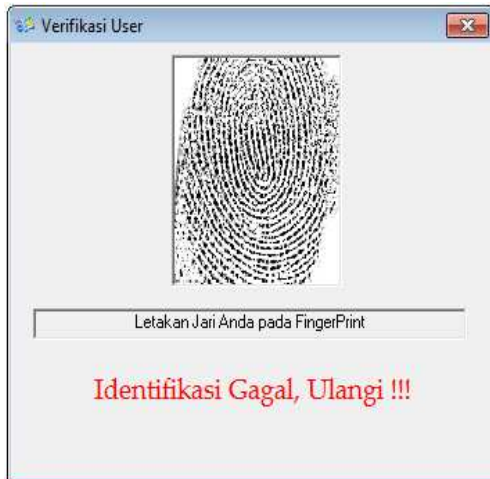 Verifikasi User
Letakan Jari Anda pada FingerPrint
Identifikasi Gagal, Ulangi !!!